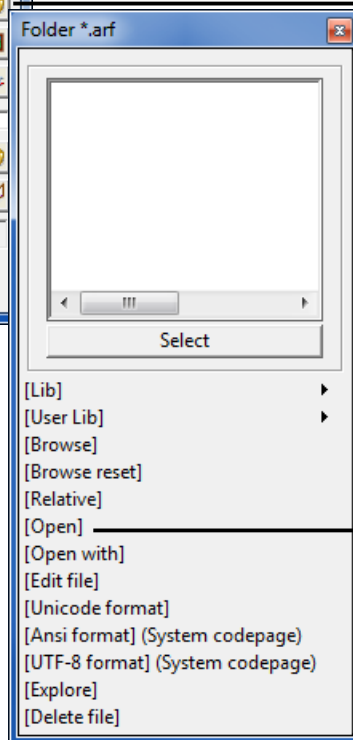 Folder *.arf
Select
[Lib]
[User Lib]
[Browse]
[Browse reset]
[Relative]
[Open]
[Open with]
[Edit file]
[Unicode format]
[Ansi format] (System codepage)
[UTF-8 format] (System codepage)
[Explore]
[Delete file]